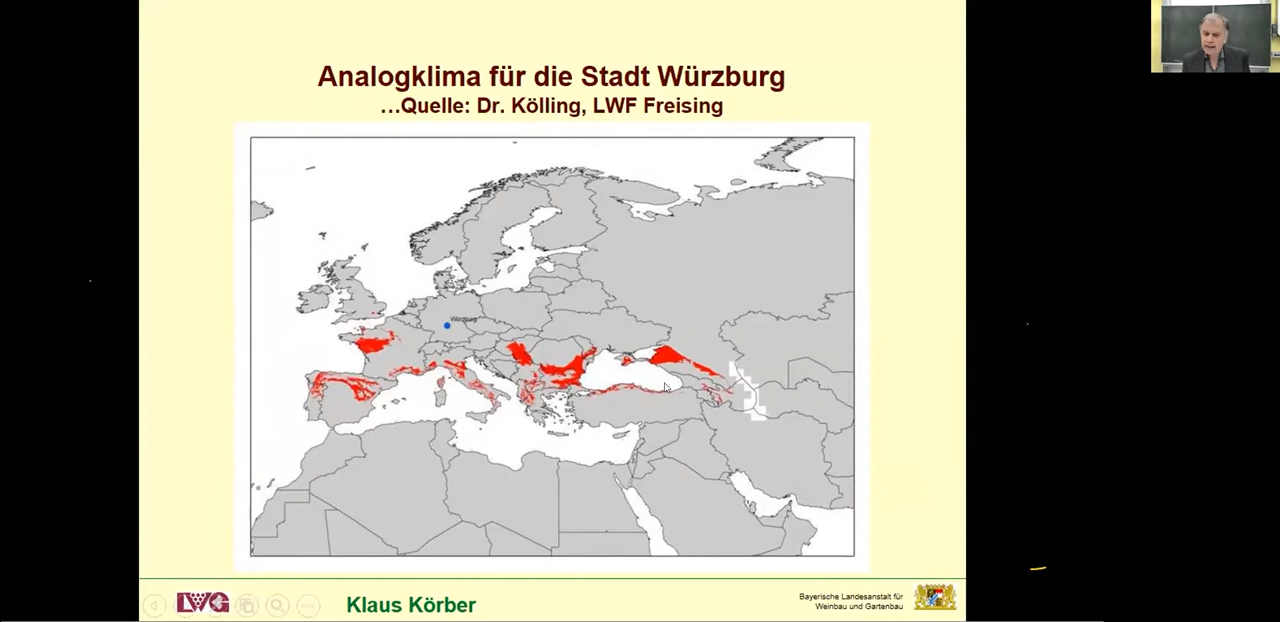 Analogklima für die Stadt Würzburg
...Quelle: Dr. Kölling, LWF Freising
Würzburg
LWG
Klaus Körber
Bayerische Landesanstalt für
Weinbau und Gartenbau